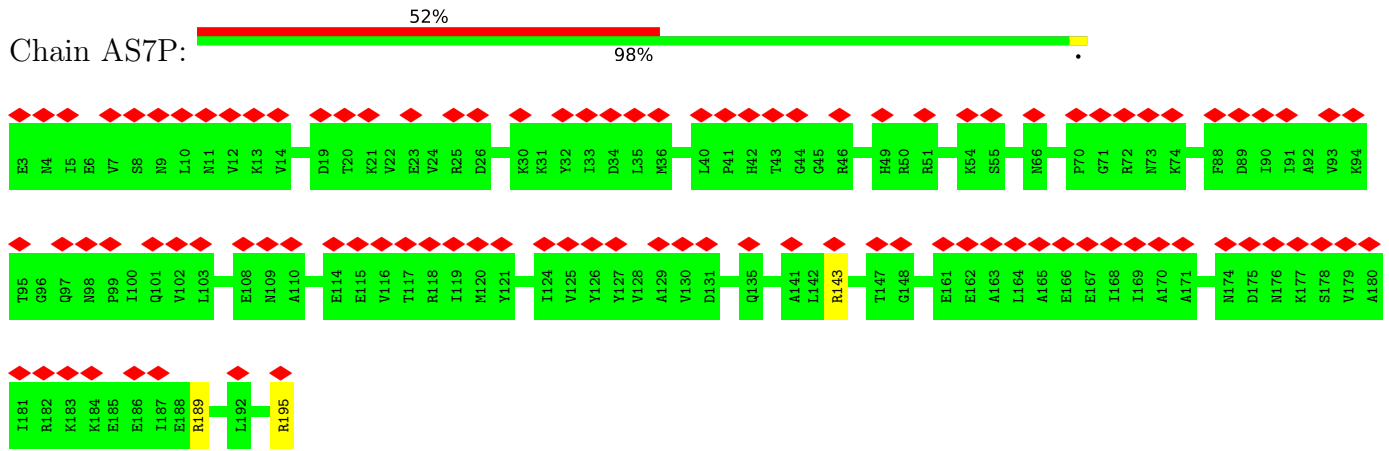 52%
Chain AS7P:
98%
.
E3 N4 I5 E6 V7 S8 N9 L10 N11 V12 K13 V14 D19 T20 K21 V22 E23 V24 R25 D26 K30 K31 Y32 I33 D34 L35 M36 L40 P41 H42 T43 G44 G45 R46 H49 R50 R51 K54 S55 N66 P70 G71 R72 N73 K74 F88 D89 I90 I91 A92 V93 K94
T95 G96 Q97 N98 P99 I100 Q101 V102 L103 E108 N109 A110 E114 E115 V116 T117 R118 I119 M120 Y121 I124 V125 Y126 Y127 V128 A129 V130 D131 Q135 A141 L142 R143 T147 G148 E161 E162 A163 L164 A165 E166 E167 I168 I169 A170 A171 N174 D175 N176 K177 S178 V179 A180
I181 R182 K183 K184 E185 E186 I187 E188 R189 L192 R195